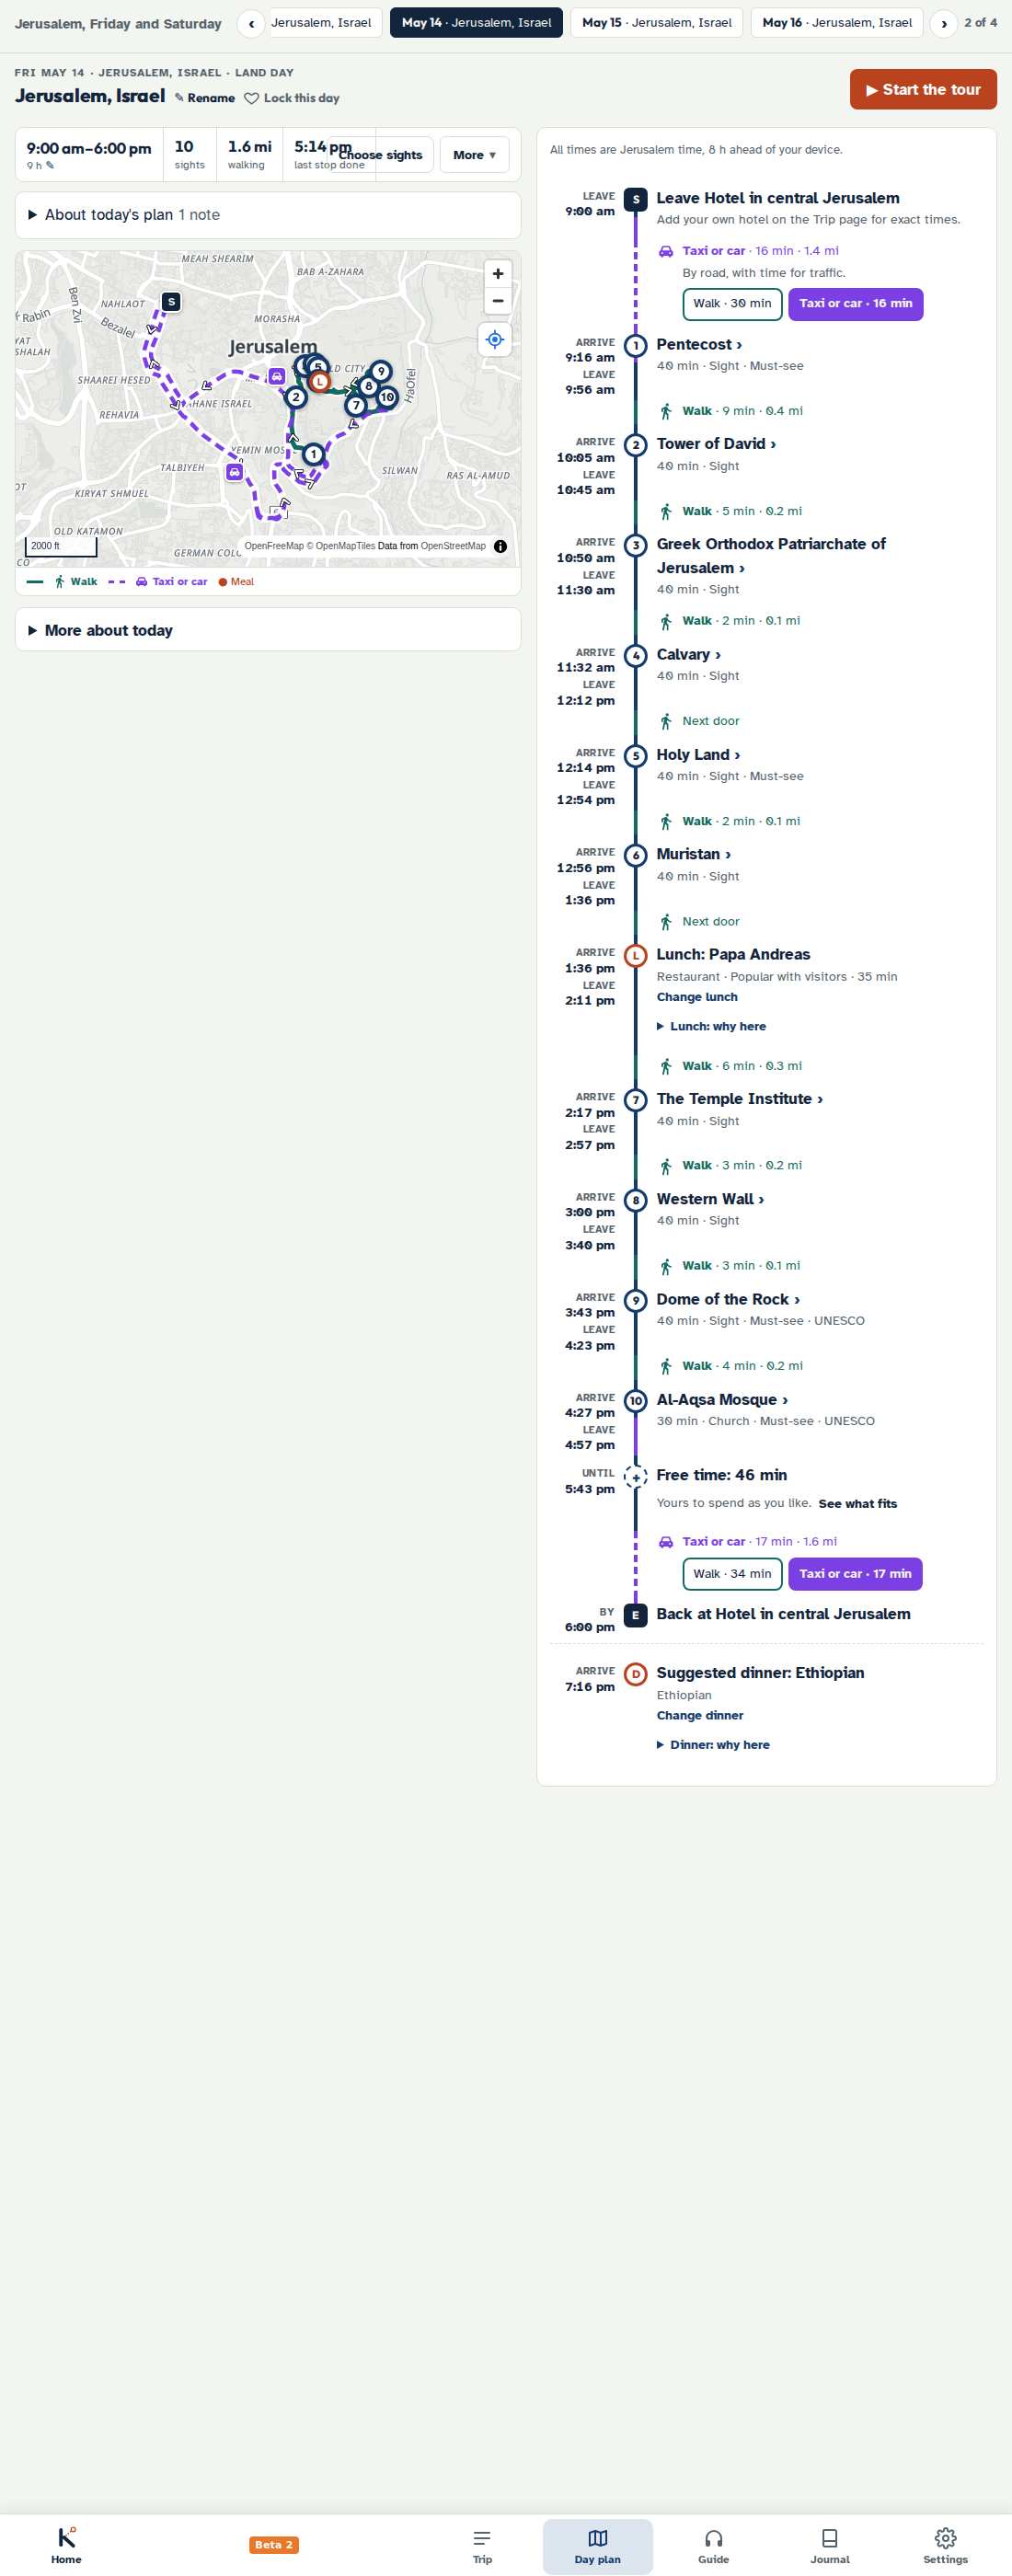 Jerusalem, Friday and Saturday
‹
Jerusalem, Israel
May 14 · Jerusalem, Israel
May 15 · Jerusalem, Israel
May 16 · Jerusalem, Israel
›
2 of 4
FRI MAY 14 · JERUSALEM, ISRAEL · LAND DAY
Jerusalem, Israel ✎ Rename Lock this day
▶ Start the tour
9:00 am–6:00 pm
9 h ✎
10
sights
1.6 mi
walking
5:14 pm
last stop done
Choose sights
More ▾
▶ About today's plan 1 note
MEAH SHEARIM
BAB A-ZAHARA
NAHLAOT
Ben Zvi
Rabin
Bezalel
MORASHA
Jerusalem
SHAAREI HESED
REHAVIA
TALBIYEH
KIRYAT SHMUEL
OLD KATAMON
SILWAN
RAS AL-AMUD
HaOfel
S
5
L
9
8
10
2
7
1
+
−
2000 ft
OpenFreeMap © OpenMapTiles Data from OpenStreetMap
Walk
Taxi or car
Meal
▶ More about today
All times are Jerusalem time, 8 h ahead of your device.
LEAVE
9:00 am
S
Leave Hotel in central Jerusalem
Add your own hotel on the Trip page for exact times.
Taxi or car · 16 min · 1.4 mi
By road, with time for traffic.
Walk · 30 min
Taxi or car · 16 min
ARRIVE
9:16 am
LEAVE
9:56 am
1
Pentecost ›
40 min · Sight · Must-see
Walk · 9 min · 0.4 mi
ARRIVE
10:05 am
LEAVE
10:45 am
2
Tower of David ›
40 min · Sight
Walk · 5 min · 0.2 mi
ARRIVE
10:50 am
LEAVE
11:30 am
3
Greek Orthodox Patriarchate of
Jerusalem ›
40 min · Sight
Walk · 2 min · 0.1 mi
ARRIVE
11:32 am
LEAVE
12:12 pm
4
Calvary ›
40 min · Sight
Next door
ARRIVE
12:14 pm
LEAVE
12:54 pm
5
Holy Land ›
40 min · Sight · Must-see
Walk · 2 min · 0.1 mi
ARRIVE
12:56 pm
LEAVE
1:36 pm
6
Muristan ›
40 min · Sight
Next door
ARRIVE
1:36 pm
LEAVE
2:11 pm
L
Lunch: Papa Andreas
Restaurant · Popular with visitors · 35 min
Change lunch
▶ Lunch: why here
Walk · 6 min · 0.3 mi
ARRIVE
2:17 pm
LEAVE
2:57 pm
7
The Temple Institute ›
40 min · Sight
Walk · 3 min · 0.2 mi
ARRIVE
3:00 pm
LEAVE
3:40 pm
8
Western Wall ›
40 min · Sight
Walk · 3 min · 0.1 mi
ARRIVE
3:43 pm
LEAVE
4:23 pm
9
Dome of the Rock ›
40 min · Sight · Must-see · UNESCO
Walk · 4 min · 0.2 mi
ARRIVE
4:27 pm
LEAVE
4:57 pm
10
Al-Aqsa Mosque ›
30 min · Church · Must-see · UNESCO
UNTIL
5:43 pm
+
Free time: 46 min
Yours to spend as you like. See what fits
Taxi or car · 17 min · 1.6 mi
Walk · 34 min
Taxi or car · 17 min
BY
6:00 pm
E
Back at Hotel in central Jerusalem
ARRIVE
7:16 pm
D
Suggested dinner: Ethiopian
Ethiopian
Change dinner
▶ Dinner: why here
Home
Beta 2
Trip
Day plan
Guide
Journal
Settings